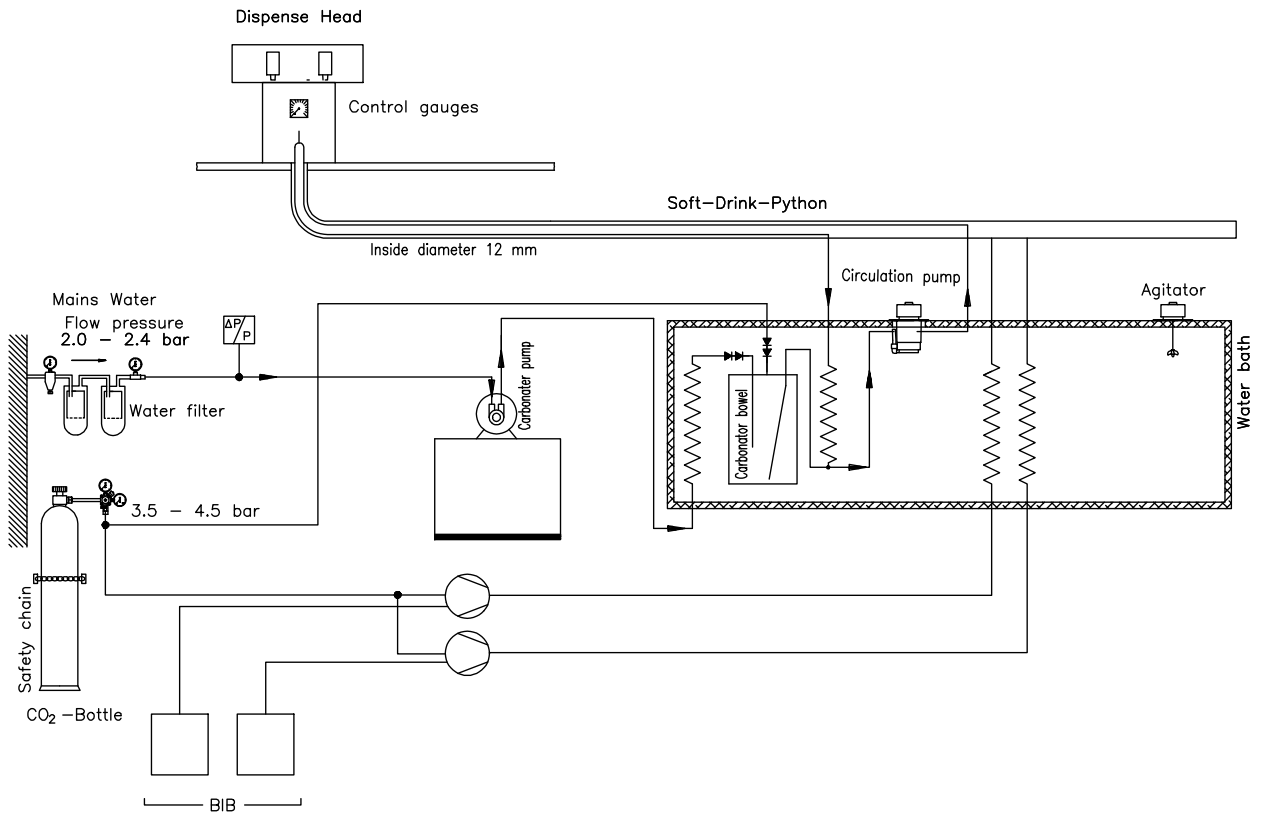 Dispense Head
Control gauges
Soft-Drink-Python
Inside diameter 12 mm
Circulation pump
Agitator
Mains Water
Flow pressure
2.0 - 2.4 bar
ΔP/P
Water filter
Carbonater pump
Carbonator bowel
Water bath
3.5 - 4.5 bar
Safety chain
CO₂ -Bottle
BIB